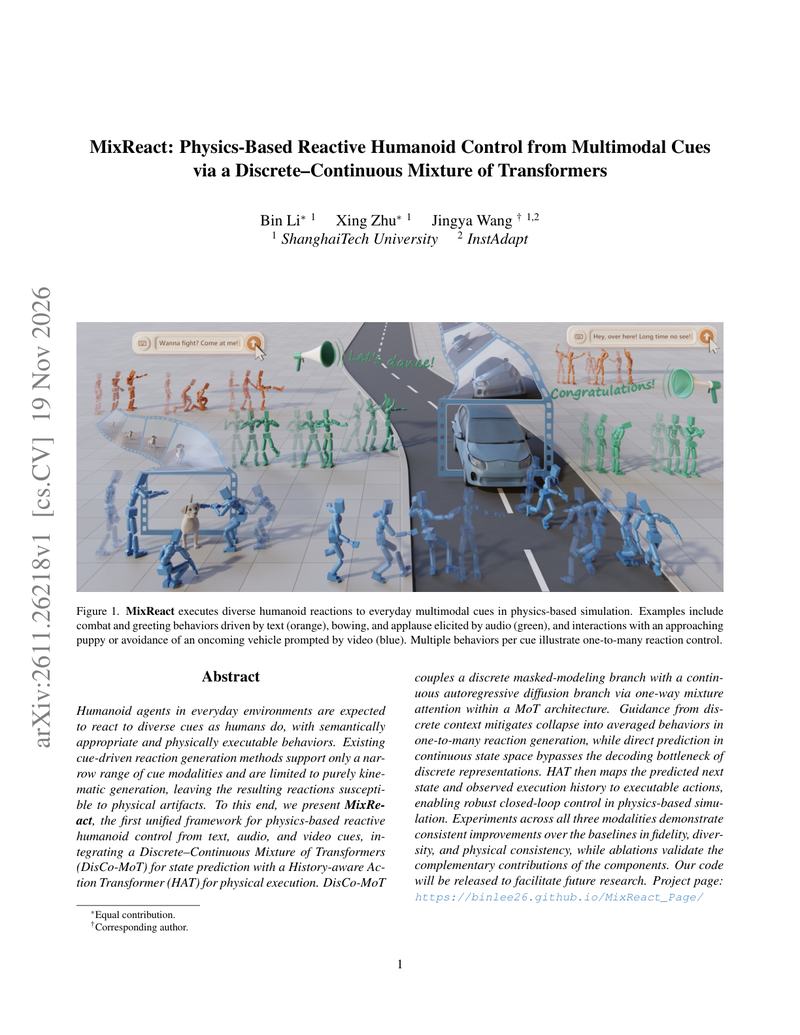 MixReact: Physics-Based Reactive Humanoid Control from Multimodal Cues
via a Discrete–Continuous Mixture of Transformers
Bin Li* 1 Xing Zhu* 1 Jingya Wang † 1,2
1 ShanghaiTech University 2 InstAdapt
arXiv:2611.26218v1 [cs.CV] 19 Nov 2026
Wanna fight? Come at me!
Let's dance!
Hey, over here! Long time no see!
Congratulations!
Figure 1. MixReact executes diverse humanoid reactions to everyday multimodal cues in physics-based simulation. Examples include
combat and greeting behaviors driven by text (orange), bowing, and applause elicited by audio (green), and interactions with an approaching
puppy or avoidance of an oncoming vehicle prompted by video (blue). Multiple behaviors per cue illustrate one-to-many reaction control.
Abstract
Humanoid agents in everyday environments are expected
to react to diverse cues as humans do, with semantically
appropriate and physically executable behaviors. Existing
cue-driven reaction generation methods support only a nar-
row range of cue modalities and are limited to purely kine-
matic generation, leaving the resulting reactions suscepti-
ble to physical artifacts. To this end, we present MixRe-
act, the first unified framework for physics-based reactive
humanoid control from text, audio, and video cues, in-
tegrating a Discrete–Continuous Mixture of Transformers
(DisCo-MoT) for state prediction with a History-aware Ac-
tion Transformer (HAT) for physical execution. DisCo-MoT
couples a discrete masked-modeling branch with a contin-
uous autoregressive diffusion branch via one-way mixture
attention within a MoT architecture. Guidance from dis-
crete context mitigates collapse into averaged behaviors in
one-to-many reaction generation, while direct prediction in
continuous state space bypasses the decoding bottleneck of
discrete representations. HAT then maps the predicted next
state and observed execution history to executable actions,
enabling robust closed-loop control in physics-based simu-
lation. Experiments across all three modalities demonstrate
consistent improvements over the baselines in fidelity, diver-
sity, and physical consistency, while ablations validate the
complementary contributions of the components. Our code
will be released to facilitate future research. Project page:
https://binlee26.github.io/MixReact_Page/
*Equal contribution.
†Corresponding author.
1